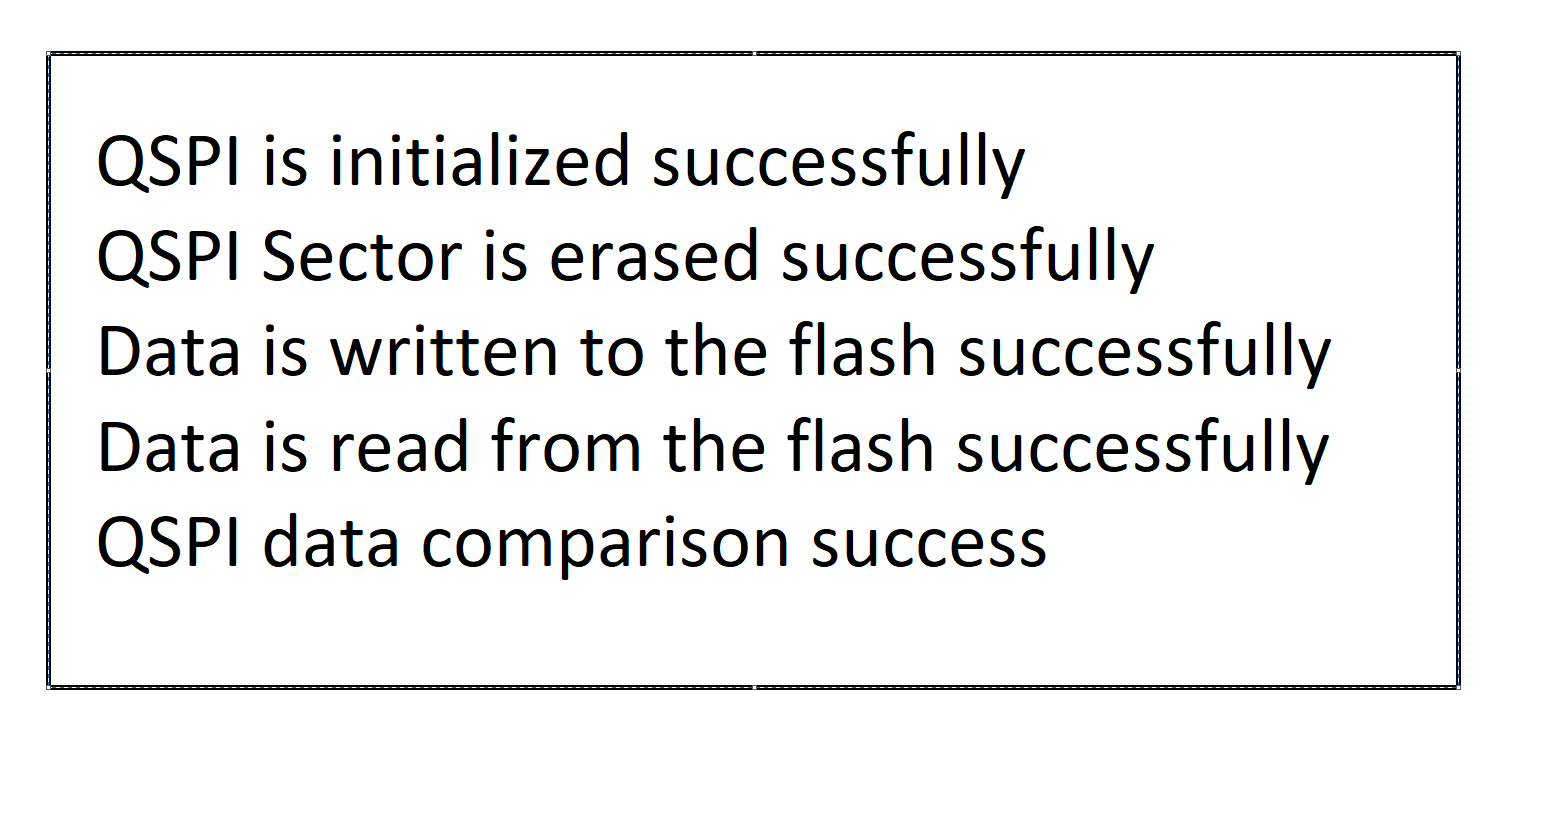 QSPI is initialized successfully
QSPI Sector is erased successfully
Data is written to the flash successfully
Data is read from the flash successfully
QSPI data comparison success